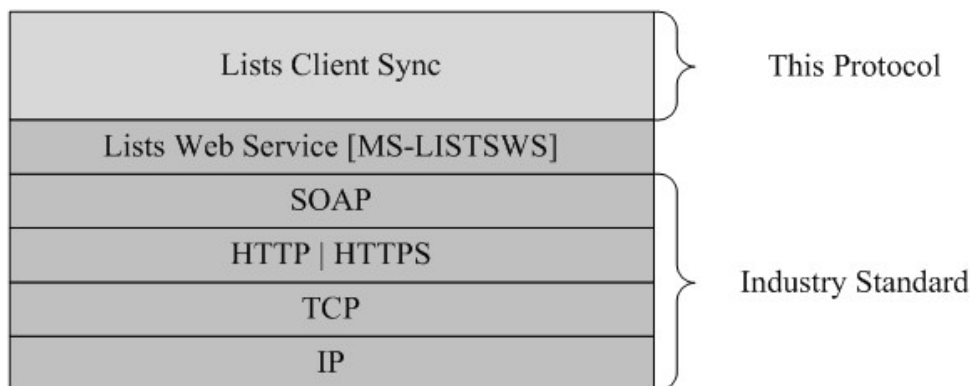 Lists Client Sync
This Protocol
Lists Web Service [MS-LISTSWS]
SOAP
HTTP | HTTPS
Industry Standard
TCP
IP